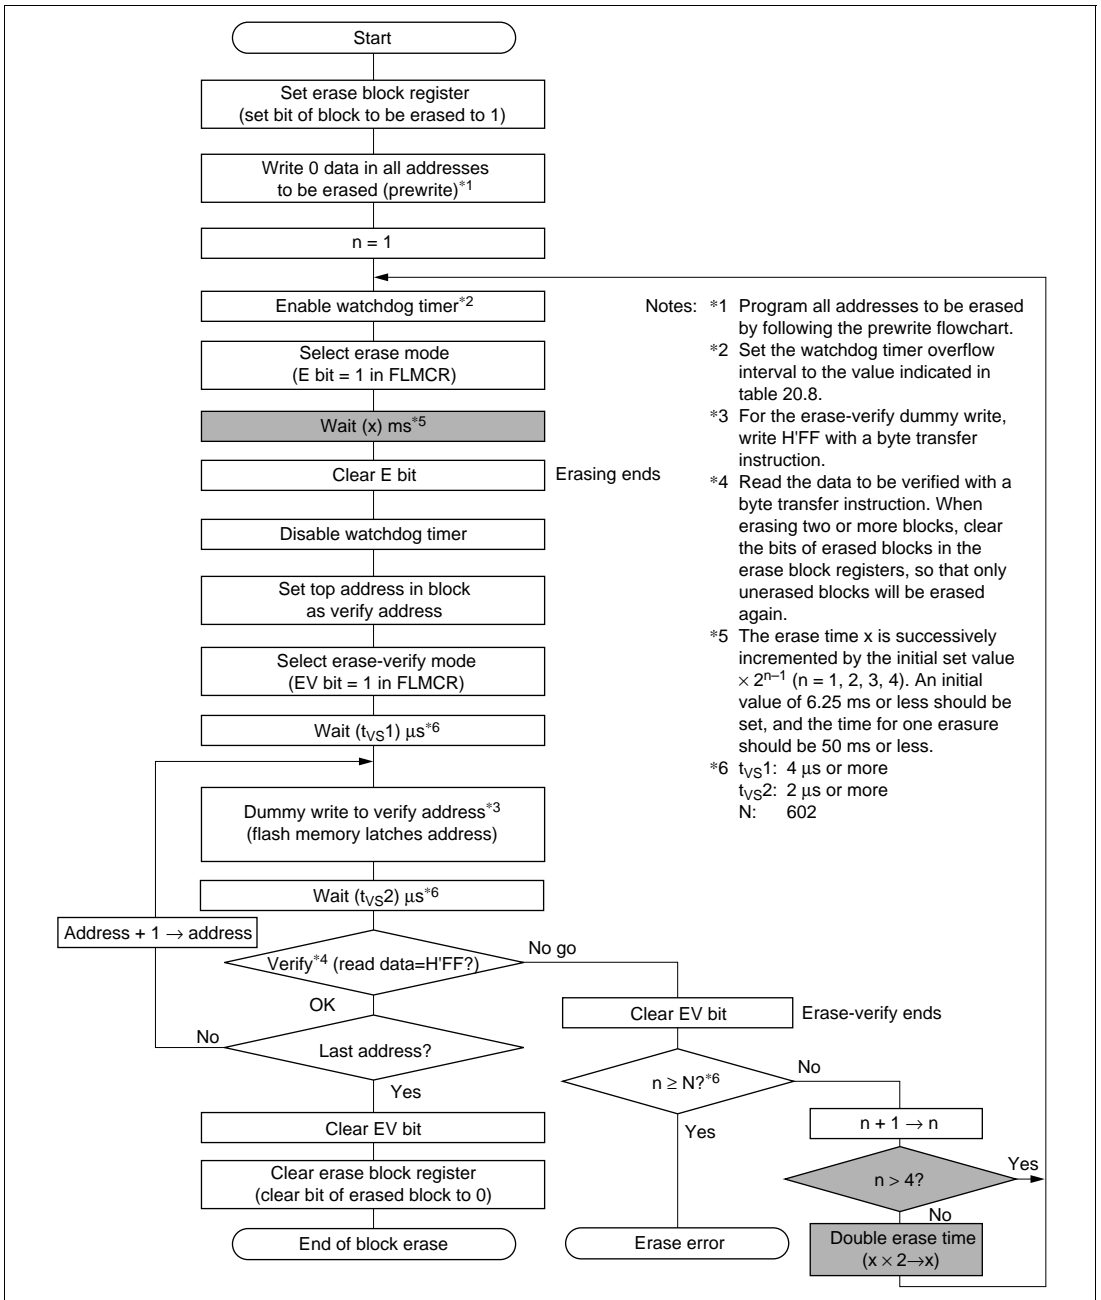 Start
Set erase block register
(set bit of block to be erased to 1)
Write 0 data in all addresses
to be erased (prewrite)*1
n = 1
Enable watchdog timer*2
Select erase mode
(E bit = 1 in FLMCR)
Wait (x) ms*5
Clear E bit
Erasing ends
Disable watchdog timer
Set top address in block
as verify address
Select erase-verify mode
(EV bit = 1 in FLMCR)
Wait (tVS1) μs*6
Dummy write to verify address*3
(flash memory latches address)
Wait (tVS2) μs*6
Address + 1 → address
Verify*4 (read data=H'FF?)
No go
OK
Last address?
No
Yes
Clear EV bit
Clear erase block register
(clear bit of erased block to 0)
End of block erase
Clear EV bit
Erase-verify ends
n ≥ N?*6
No
Yes
Erase error
n + 1 → n
n > 4?
Yes
No
Double erase time
(x × 2→x)
Notes: *1 Program all addresses to be erased
by following the prewrite flowchart.
*2 Set the watchdog timer overflow
interval to the value indicated in
table 20.8.
*3 For the erase-verify dummy write,
write H'FF with a byte transfer
instruction.
*4 Read the data to be verified with a
byte transfer instruction. When
erasing two or more blocks, clear
the bits of erased blocks in the
erase block registers, so that only
unerased blocks will be erased
again.
*5 The erase time x is successively
incremented by the initial set value
× 2n–1 (n = 1, 2, 3, 4). An initial
value of 6.25 ms or less should be
set, and the time for one erasure
should be 50 ms or less.
*6 tVS1: 4 μs or more
tVS2: 2 μs or more
N: 602